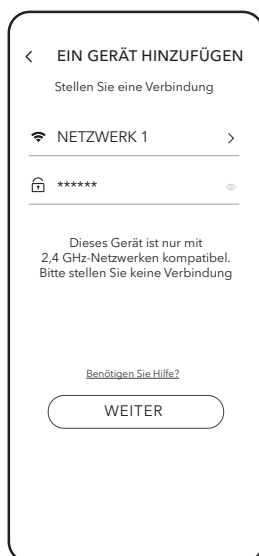 EIN GERÄT HINZUFÜGEN
Stellen Sie eine Verbindung
NETZWERK 1
******
Dieses Gerät ist nur mit
2,4 GHz-Netzwerken kompatibel.
Bitte stellen Sie keine Verbindung
Benötigen Sie Hilfe?
WEITER